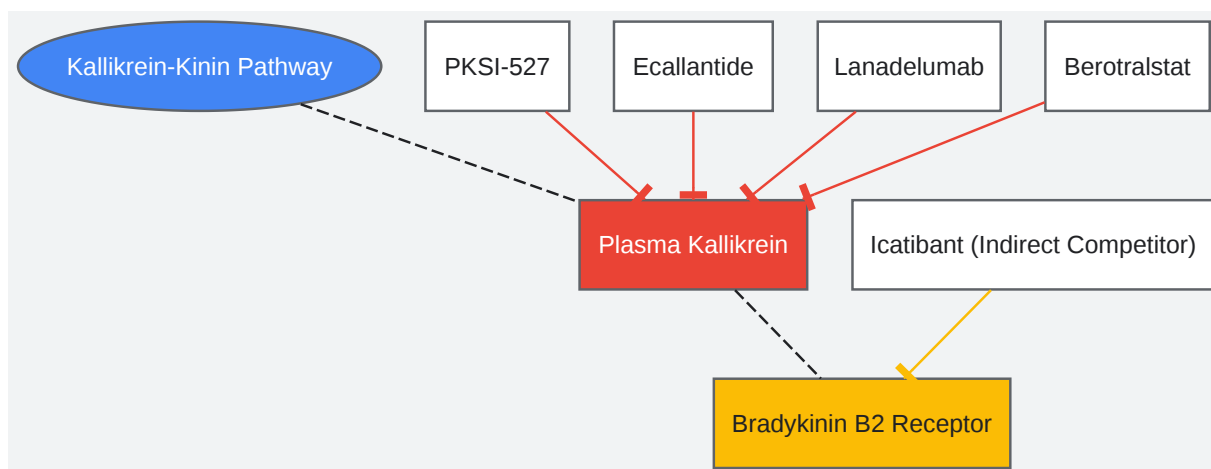 Kallikrein-Kinin Pathway
PKSI-527
Ecallantide
Lanadelumab
Berotralstat
Plasma Kallikrein
Icatibant (Indirect Competitor)
Bradykinin B2 Receptor